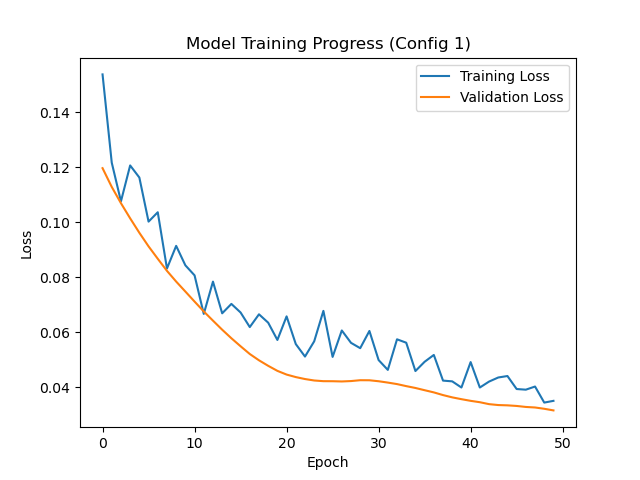 Model Training Progress (Config 1)
Training Loss
Validation Loss
0.14
0.12
0.10
0.08
0.06
0.04
Loss
0
10
20
30
40
50
Epoch